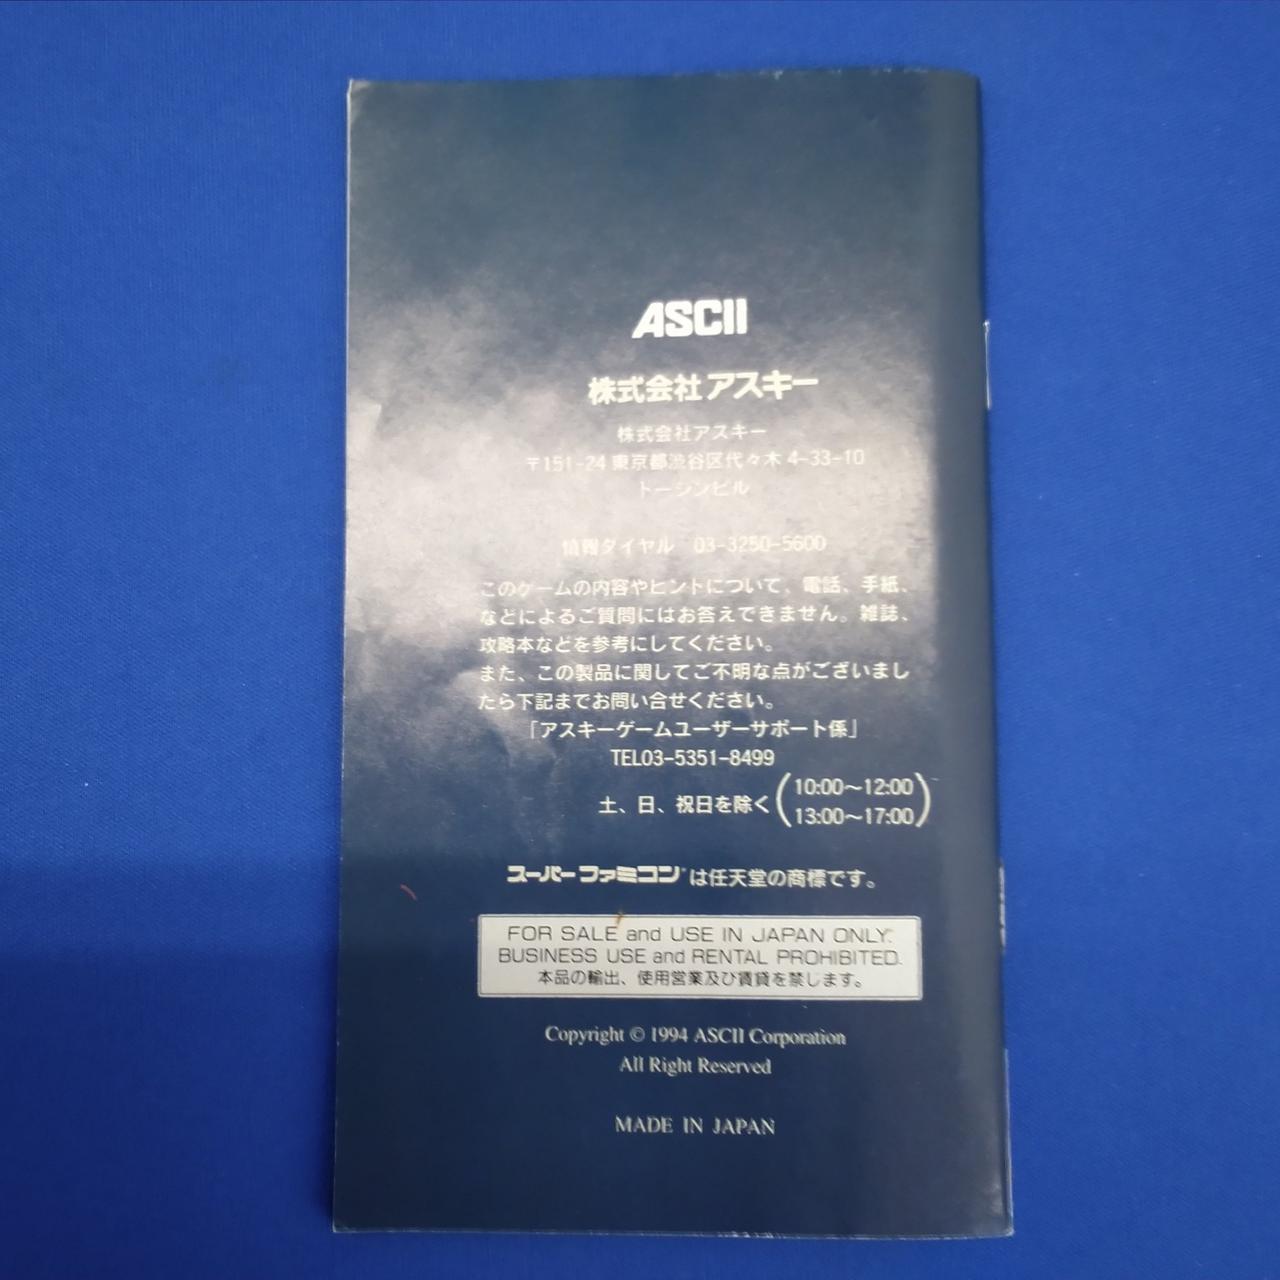 ASCII
株式会社アスキー
株式会社アスキー
〒151-24 東京都渋谷区代々木 4-33-10
トーシンビル
情報ダイヤル 03-3250-5600
このゲームの内容やヒントについて、電話、手紙、
などによるご質問にはお答えできません。雑誌、
攻略本などを参考にしてください。
また、この製品に関してご不明な点がございまし
たら下記までお問い合せください。
「アスキーゲームユーザーサポート係」
TEL03-5351-8499
土、日、祝日を除く(10:00〜12:00
13:00〜17:00)
スーパーファミコン®は任天堂の商標です。
FOR SALE and USE IN JAPAN ONLY.
BUSINESS USE and RENTAL PROHIBITED.
本品の輸出、使用営業及び賃貸を禁じます。
Copyright © 1994 ASCII Corporation
All Right Reserved
MADE IN JAPAN